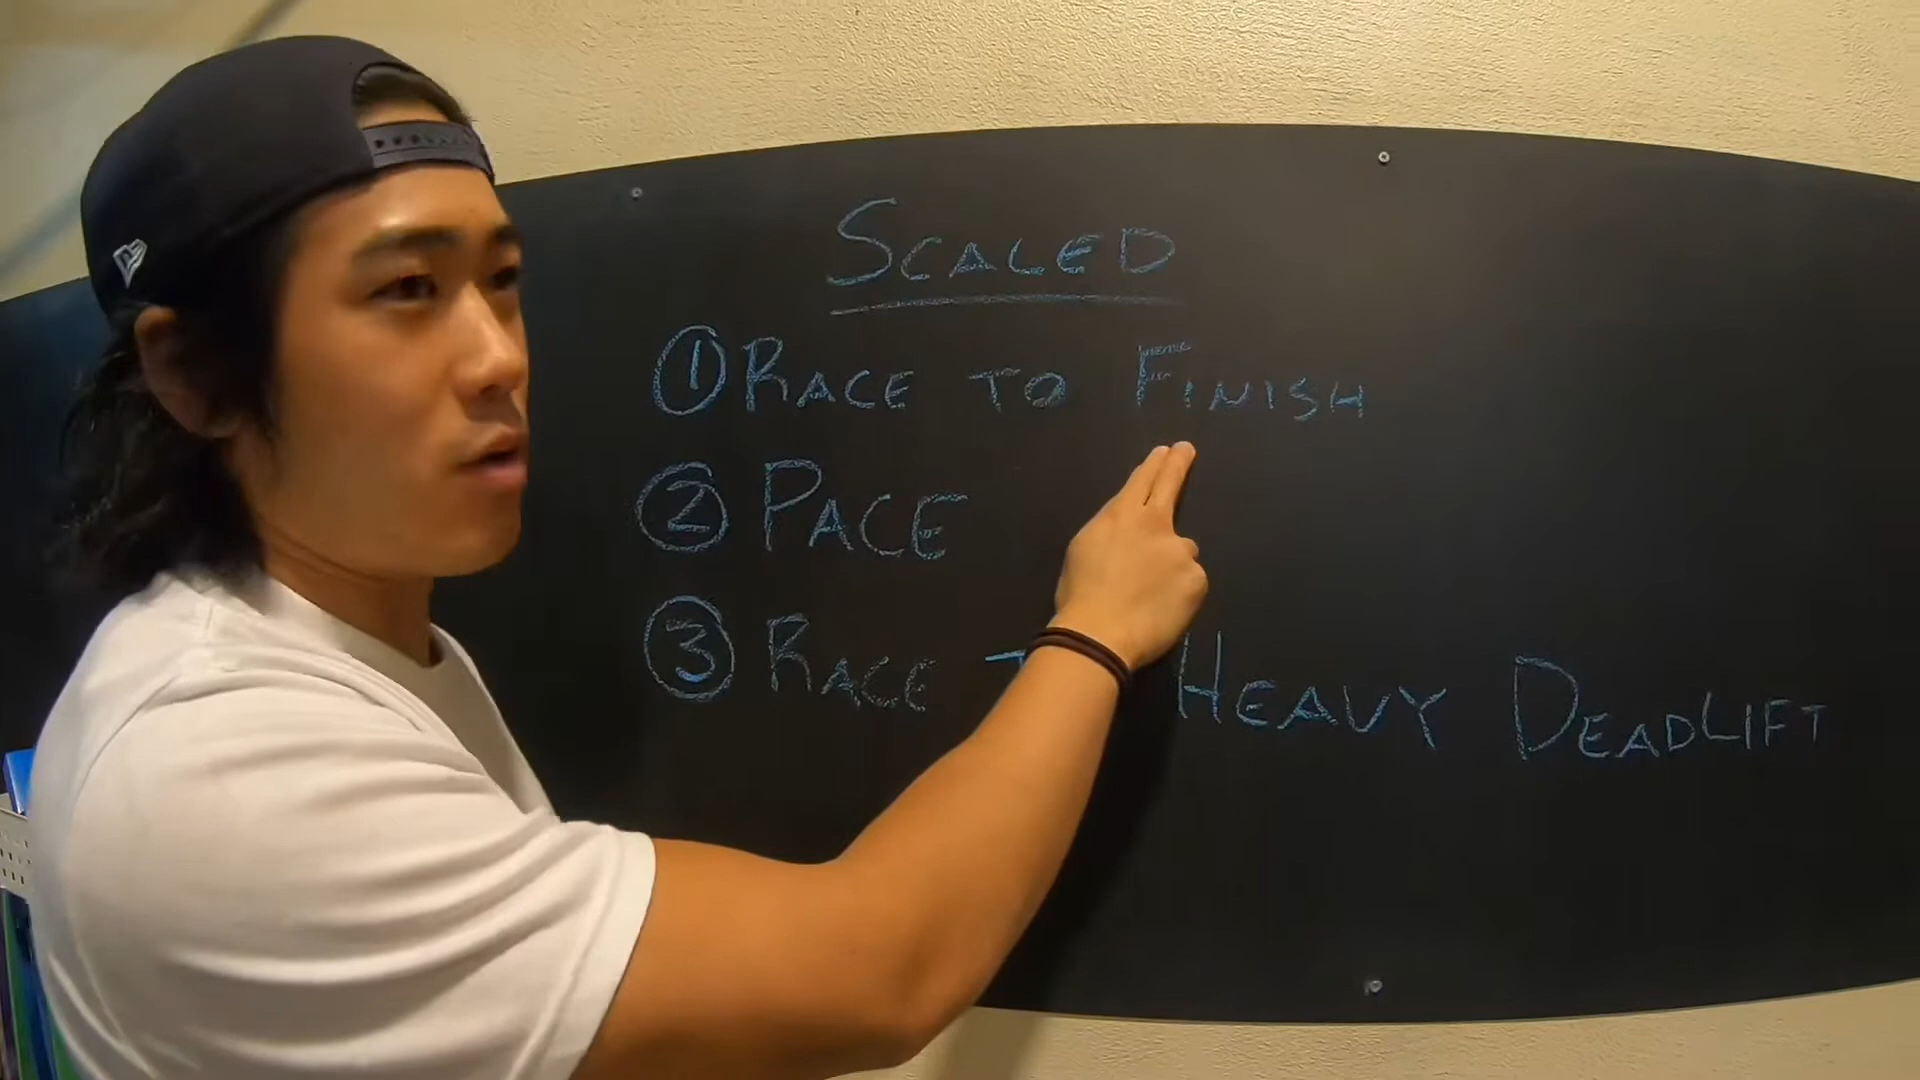 SCALED
① RACE TO FINISH
② PACE
③ RACE HEAVY DEADLIFT